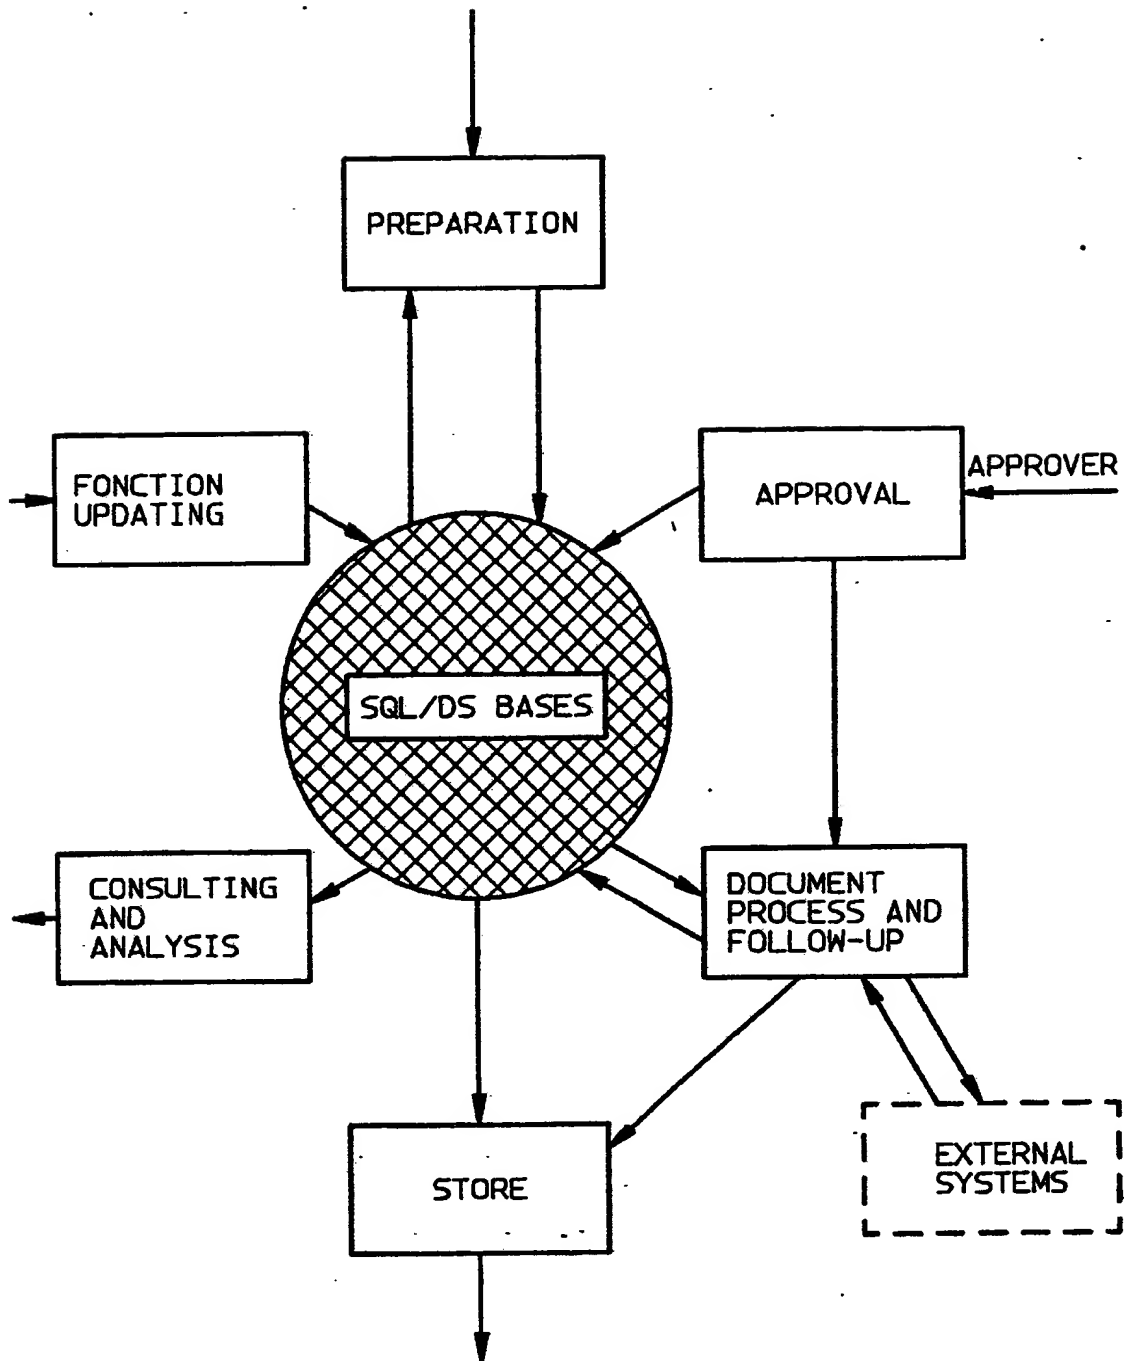 PREPARATION
FONCTION
UPDATING
APPROVAL
APPROVER
SQL/DS BASES
CONSULTING
AND
ANALYSIS
DOCUMENT
PROCESS AND
FOLLOW-UP
STORE
EXTERNAL
SYSTEMS